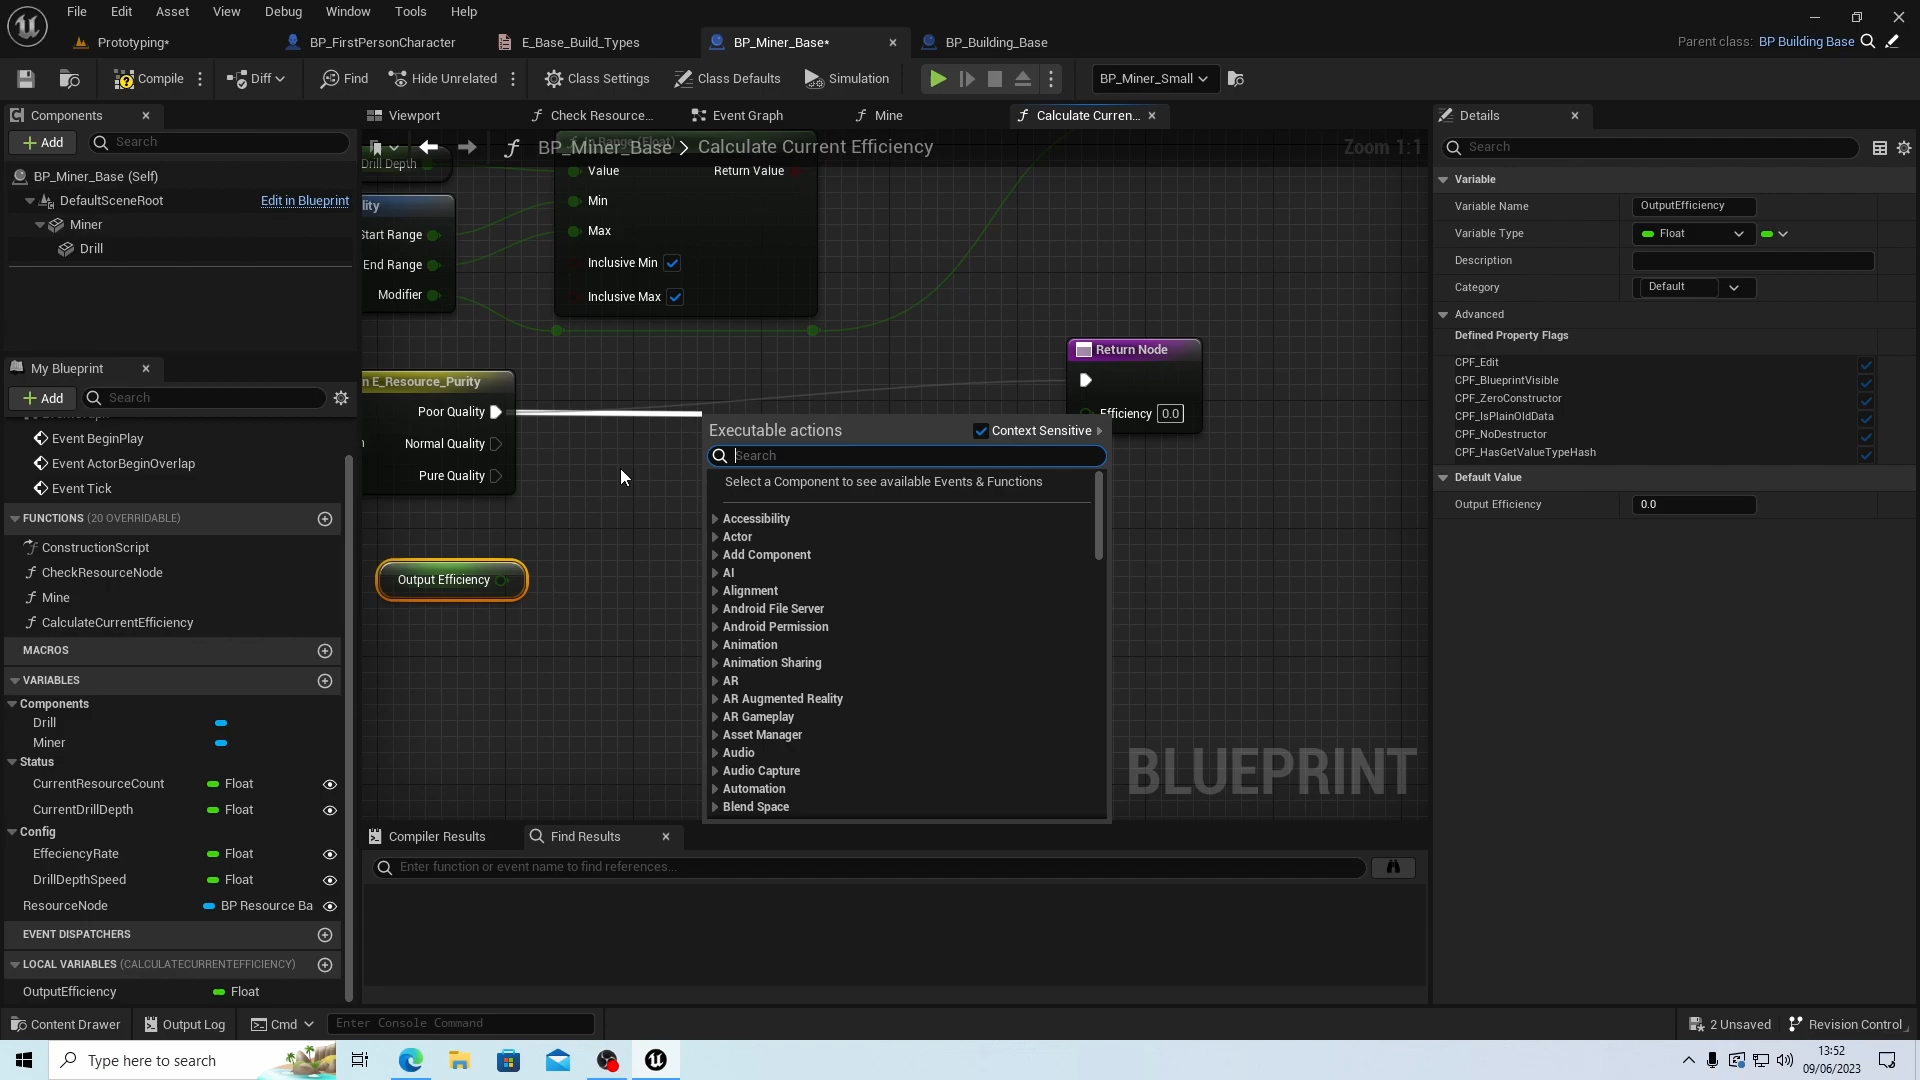 File Edit Asset View Debug Window Tools Help
Prototyping* BP_FirstPersonCharacter E_Base_Build_Types BP_Miner_Base* BP_Building_Base Parent class: BP Building Base
Compile Diff Find Hide Unrelated Class Settings Class Defaults Simulation BP_Miner_Small
Components Viewport Check Resource... Event Graph Mine Calculate Curren... Details
Add Search BP_Miner_Base > Calculate Current Efficiency Zoom 1:1 Search
BP_Miner_Base (Self)
DefaultSceneRoot Edit in Blueprint
Miner
Drill
Drill Depth
Value Return Value
Min
Max
Inclusive Min
Inclusive Max
lity
Start Range
End Range
Modifier
Variable
Variable Name OutputEfficiency
Variable Type Float
Description
Category Default
Advanced
Defined Property Flags
CPF_Edit
CPF_BlueprintVisible
CPF_ZeroConstructor
CPF_IsPlainOldData
CPF_NoDestructor
CPF_HasGetValueTypeHash
Default Value
Output Efficiency 0.0
Return Node
Efficiency 0.0
n E_Resource_Purity
Poor Quality
Normal Quality
Pure Quality
Output Efficiency
Executable actions Context Sensitive
Search
Select a Component to see available Events & Functions
Accessibility
Actor
Add Component
AI
Alignment
Android File Server
Android Permission
Animation
Animation Sharing
AR
AR Augmented Reality
AR Gameplay
Asset Manager
Audio
Audio Capture
Automation
Blend Space
BLUEPRINT
My Blueprint
Add Search
Event BeginPlay
Event ActorBeginOverlap
Event Tick
FUNCTIONS (20 OVERRIDABLE)
ConstructionScript
CheckResourceNode
Mine
CalculateCurrentEfficiency
MACROS
VARIABLES
Components
Drill
Miner
Status
CurrentResourceCount Float
CurrentDrillDepth Float
Config
EffeciencyRate Float
DrillDepthSpeed Float
ResourceNode BP Resource Ba
EVENT DISPATCHERS
LOCAL VARIABLES (CALCULATECURRENTEFFICIENCY)
OutputEfficiency Float
Compiler Results Find Results
Enter function or event name to find references...
Content Drawer Output Log Cmd Enter Console Command 2 Unsaved Revision Control
Type here to search 13:52
09/06/2023